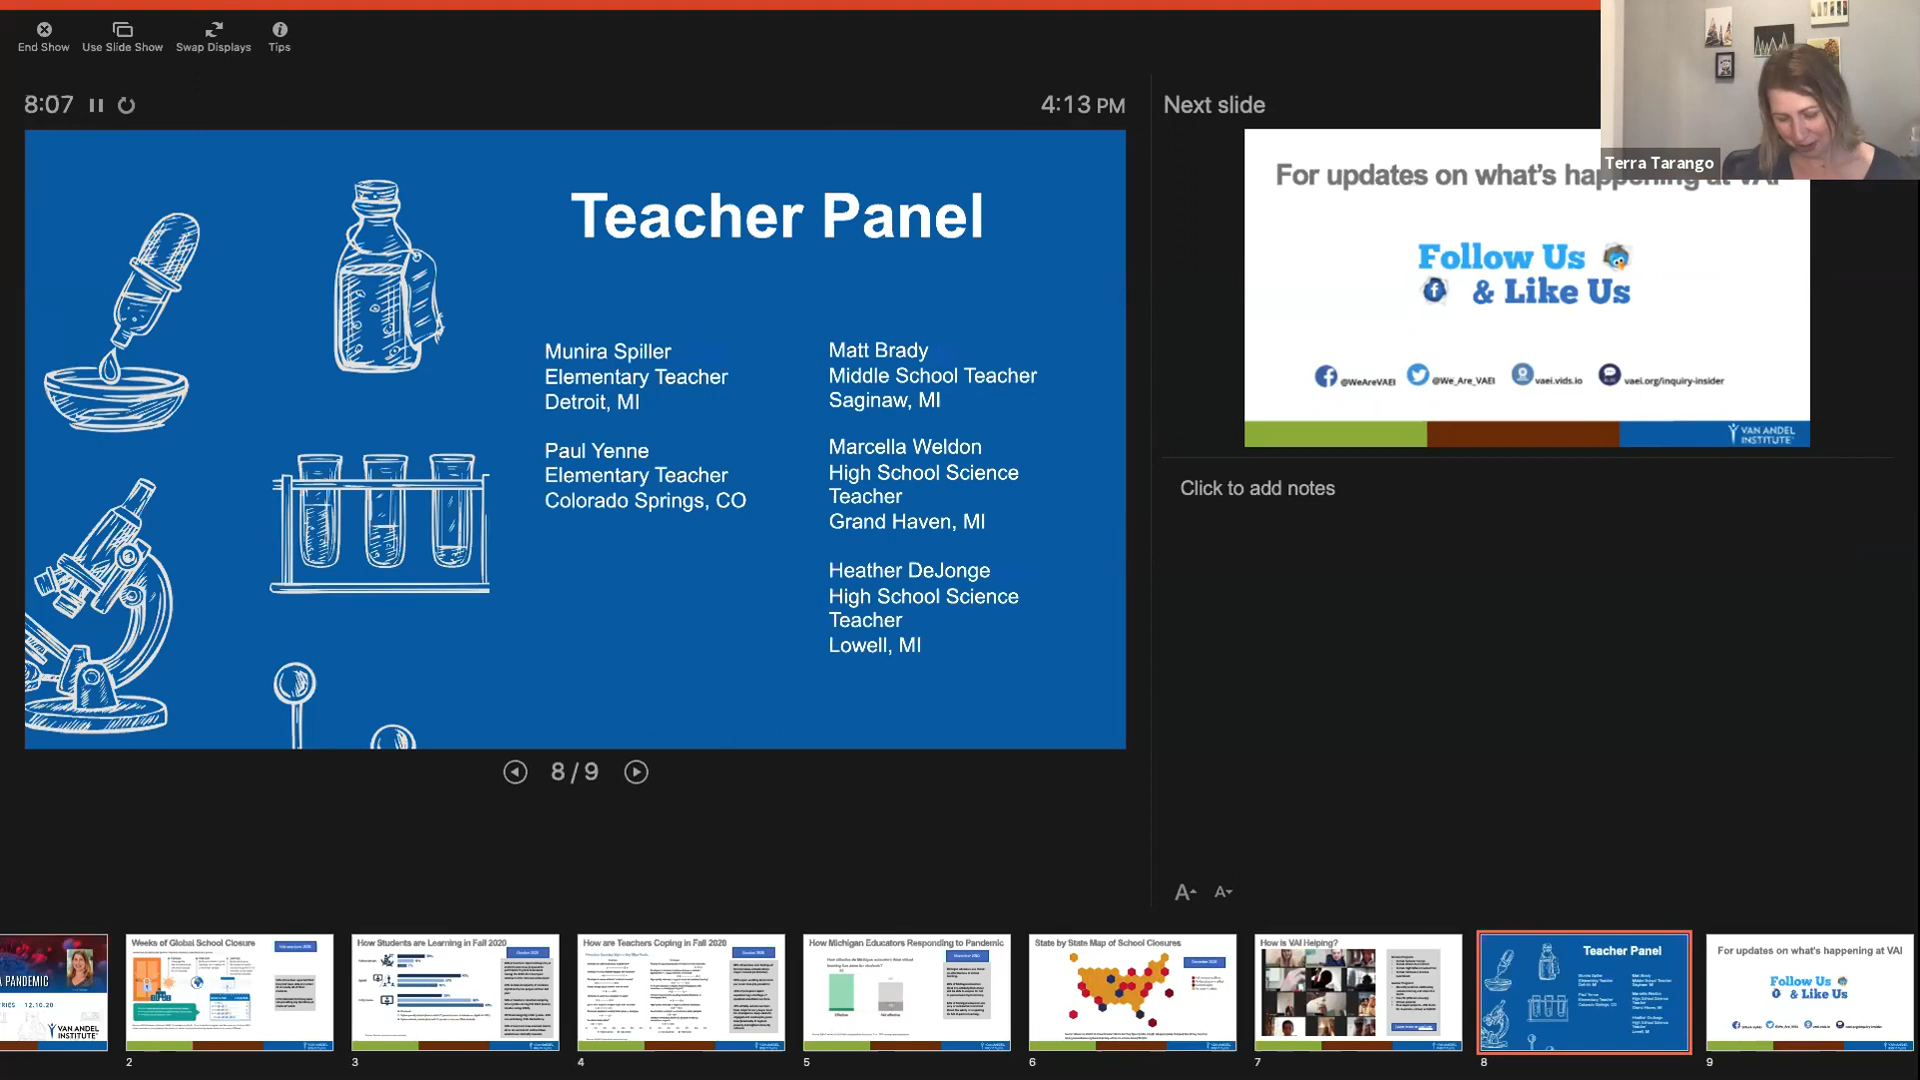 End Show
Use Slide Show
Swap Displays
Tips
8:07
4:13 PM
Next slide
Terra Tarango
Teacher Panel
Munira Spiller
Elementary Teacher
Detroit, MI
Paul Yenne
Elementary Teacher
Colorado Springs, CO
Matt Brady
Middle School Teacher
Saginaw, MI
Marcella Weldon
High School Science
Teacher
Grand Haven, MI
Heather DeJonge
High School Science
Teacher
Lowell, MI
8 / 9
For updates on what's happening at VAI
Follow Us
& Like Us
@WeAreVAEI
@We_Are_VAEI
vaei.vids.io
vaei.org/inquiry-insider
VAN ANDEL
INSTITUTE
Click to add notes
A A
PANDEMIC
12.10.20
VAN ANDEL
INSTITUTE
Weeks of Global School Closure
How Students are Learning in Fall 2020
How are Teachers Coping in Fall 2020
How Michigan Educators Responding to Pandemic
State by State Map of School Closures
How is VAI Helping?
Teacher Panel
For updates on what's happening at VAI
Follow Us
& Like Us
2
3
4
5
6
7
8
9